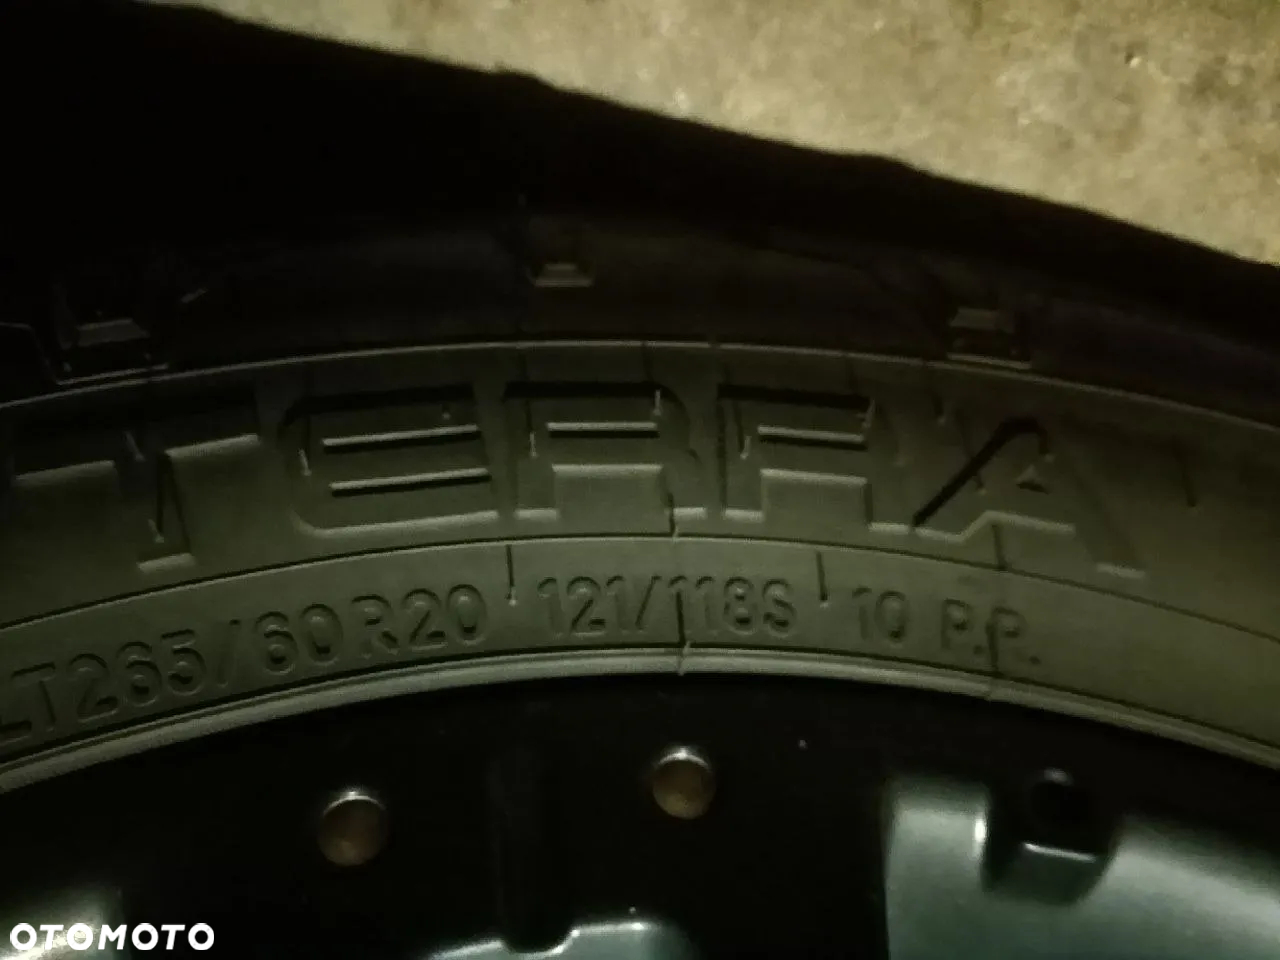 TERRA
LT265/60R20 121/118S 10 P.R.
OTOMOTO